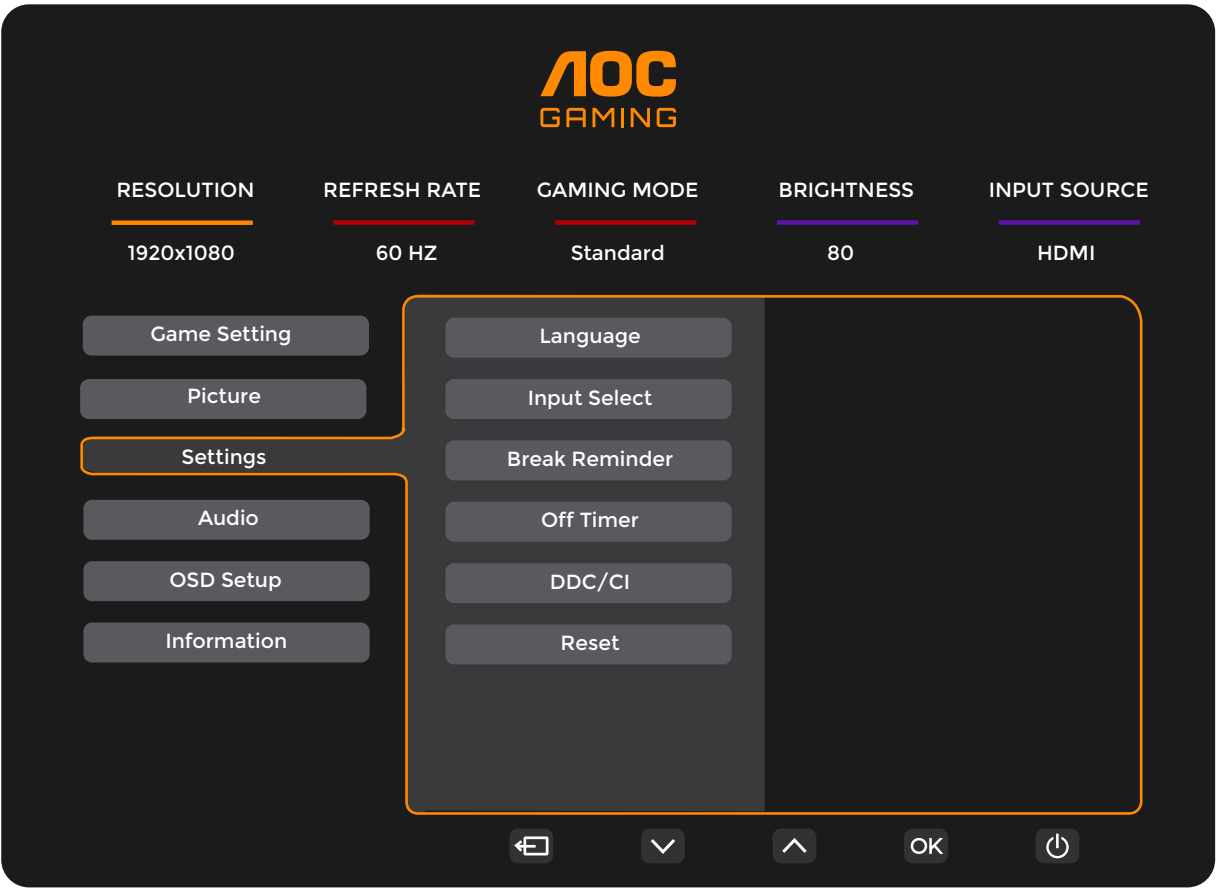 AOC
GAMING
RESOLUTION REFRESH RATE GAMING MODE BRIGHTNESS INPUT SOURCE
1920x1080 60 HZ Standard 80 HDMI
Game Setting
Picture
Settings
Audio
OSD Setup
Information
Language
Input Select
Break Reminder
Off Timer
DDC/CI
Reset
OK